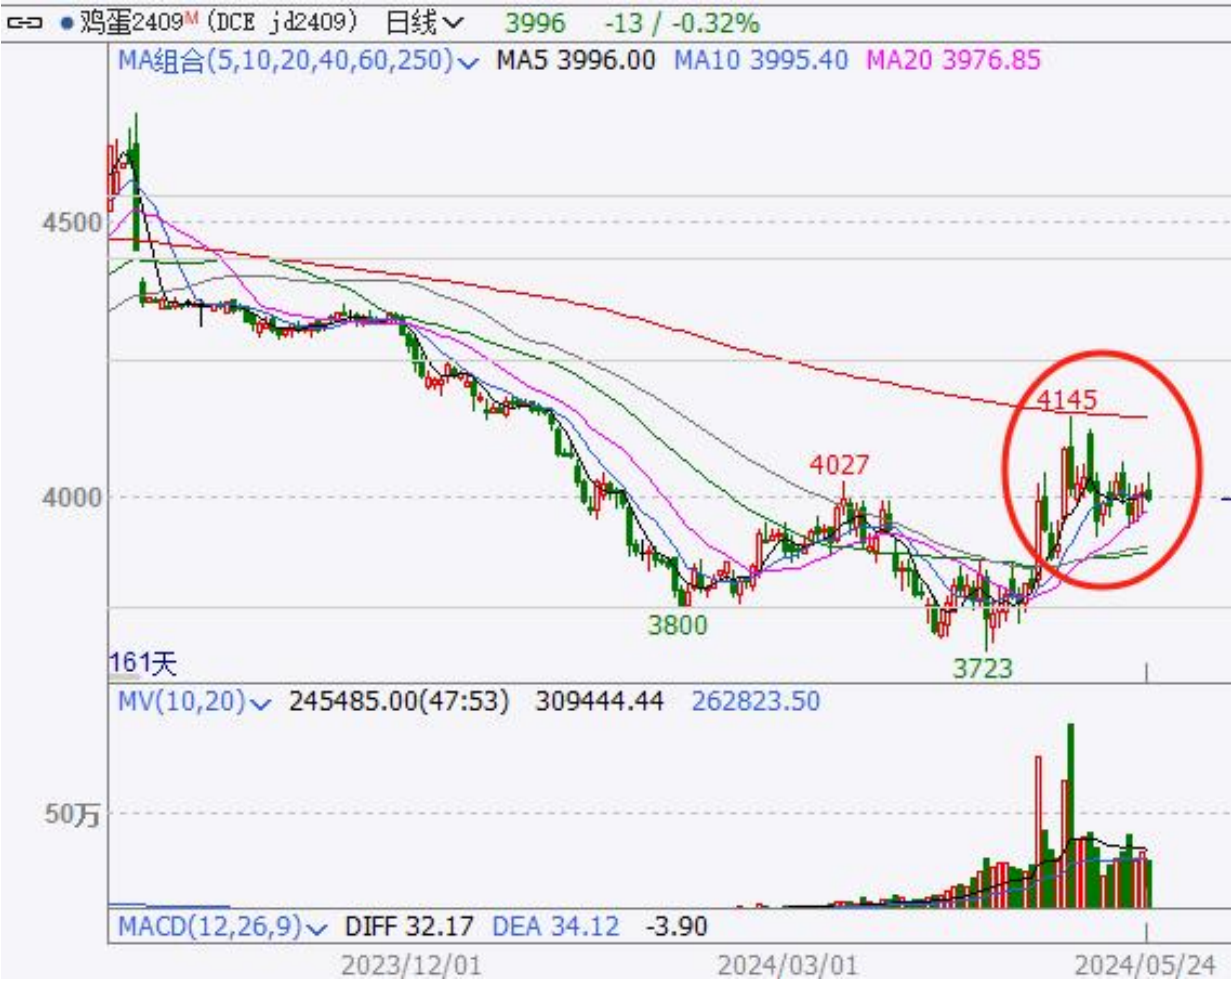 鸡蛋2409M (DCE jd2409) 日线 3996 -13 / -0.32%
MA组合(5,10,20,40,60,250) MA5 3996.00 MA10 3995.40 MA20 3976.85
4500
4145
4027
4000
3800
3723
161天
MV(10,20) 245485.00(47:53) 309444.44 262823.50
50万
MACD(12,26,9) DIFF 32.17 DEA 34.12 -3.90
2023/12/01 2024/03/01 2024/05/24